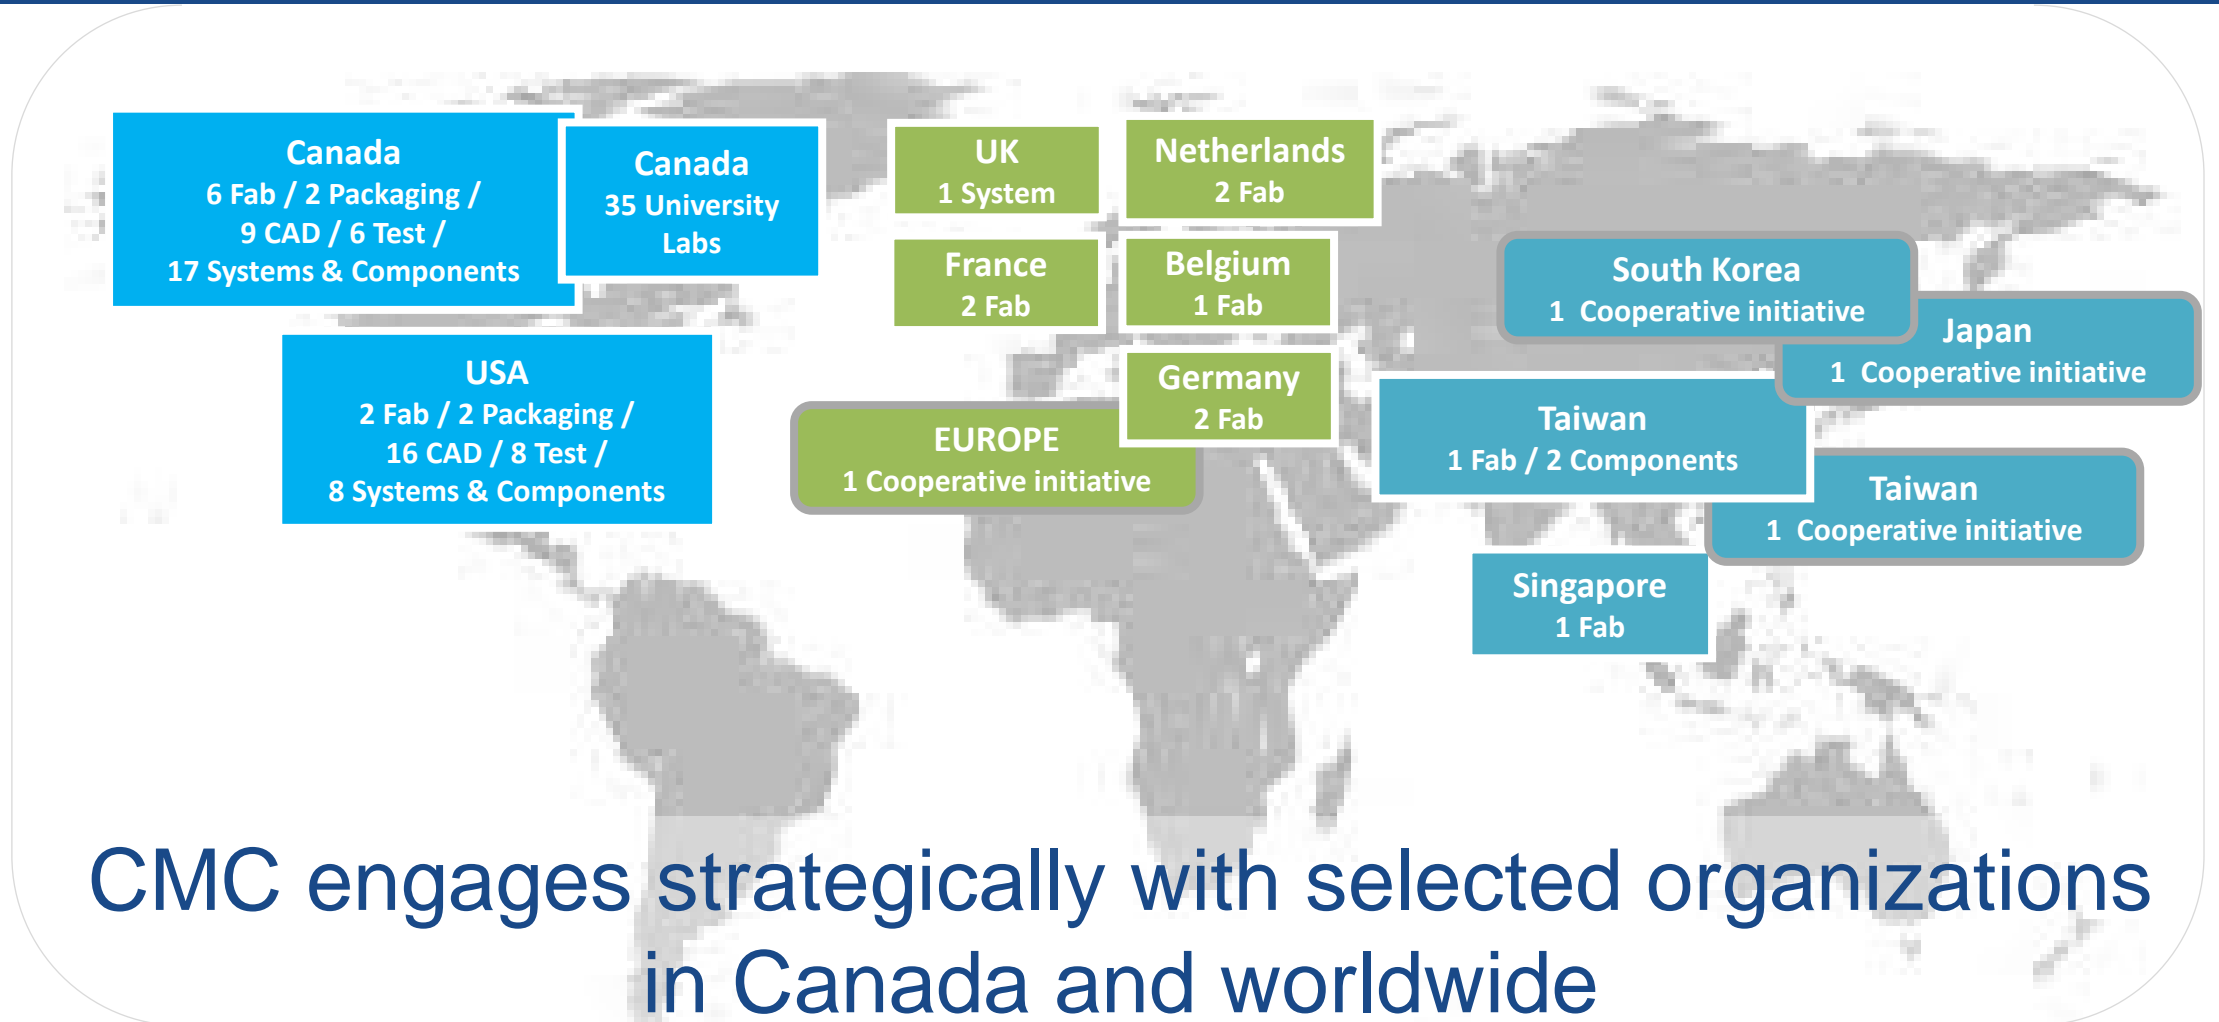 Canada
6 Fab / 2 Packaging /
9 CAD / 6 Test /
17 Systems & Components
Canada
35 University
Labs
USA
2 Fab / 2 Packaging /
16 CAD / 8 Test /
8 Systems & Components
UK
1 System
Netherlands
2 Fab
France
2 Fab
Belgium
1 Fab
Germany
2 Fab
EUROPE
1 Cooperative initiative
South Korea
1 Cooperative initiative
Japan
1 Cooperative initiative
Taiwan
1 Fab / 2 Components
Taiwan
1 Cooperative initiative
Singapore
1 Fab
CMC engages strategically with selected organizations
in Canada and worldwide